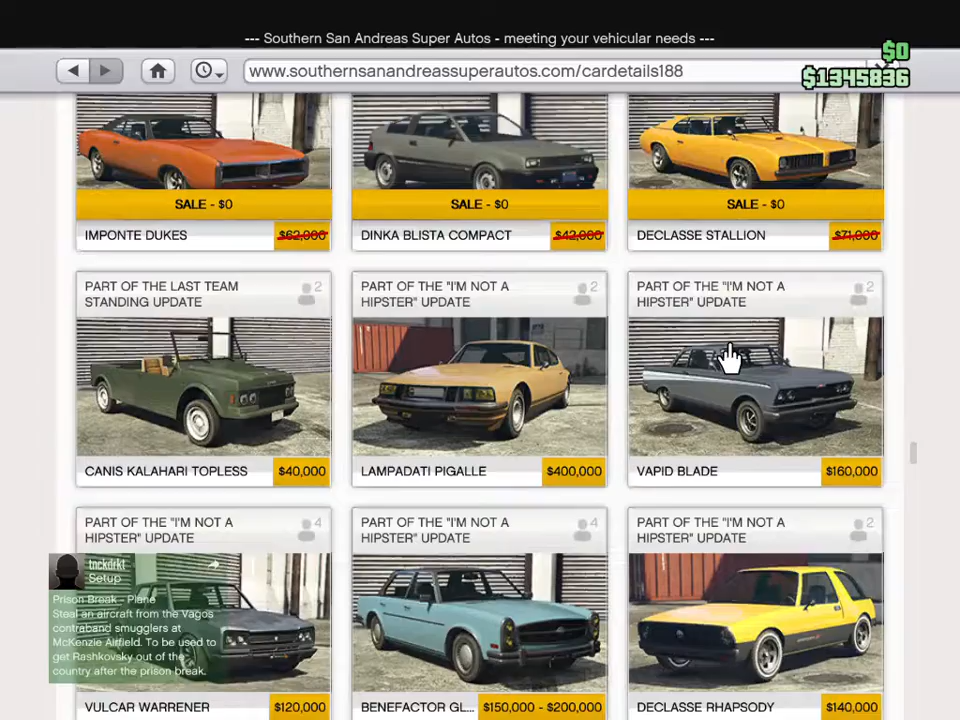 --- Southern San Andreas Super Autos - meeting your vehicular needs ---
$0
www.southernsanandreassuperautos.com/cardetails188
$1345836
SALE - $0
SALE - $0
SALE - $0
IMPONTE DUKES $62,000
DINKA BLISTA COMPACT $42,000
DECLASSE STALLION $71,000
PART OF THE LAST TEAM
STANDING UPDATE
2
PART OF THE "I'M NOT A
HIPSTER" UPDATE
2
PART OF THE "I'M NOT A
HIPSTER" UPDATE
2
CANIS KALAHARI TOPLESS $40,000
LAMPADATI PIGALLE $400,000
VAPID BLADE $160,000
PART OF THE "I'M NOT A
HIPSTER" UPDATE
4
PART OF THE "I'M NOT A
HIPSTER" UPDATE
4
PART OF THE "I'M NOT A
HIPSTER" UPDATE
2
tnckdrkt
Setup
Prison Break - Plane
Steal an aircraft from the Vagos
contraband smugglers at
McKenzie Airfield. To be used to
get Rashkovsky out of the
country after the prison break.
VULCAR WARRENER $120,000
BENEFACTOR GL... $150,000 - $200,000
DECLASSE RHAPSODY $140,000